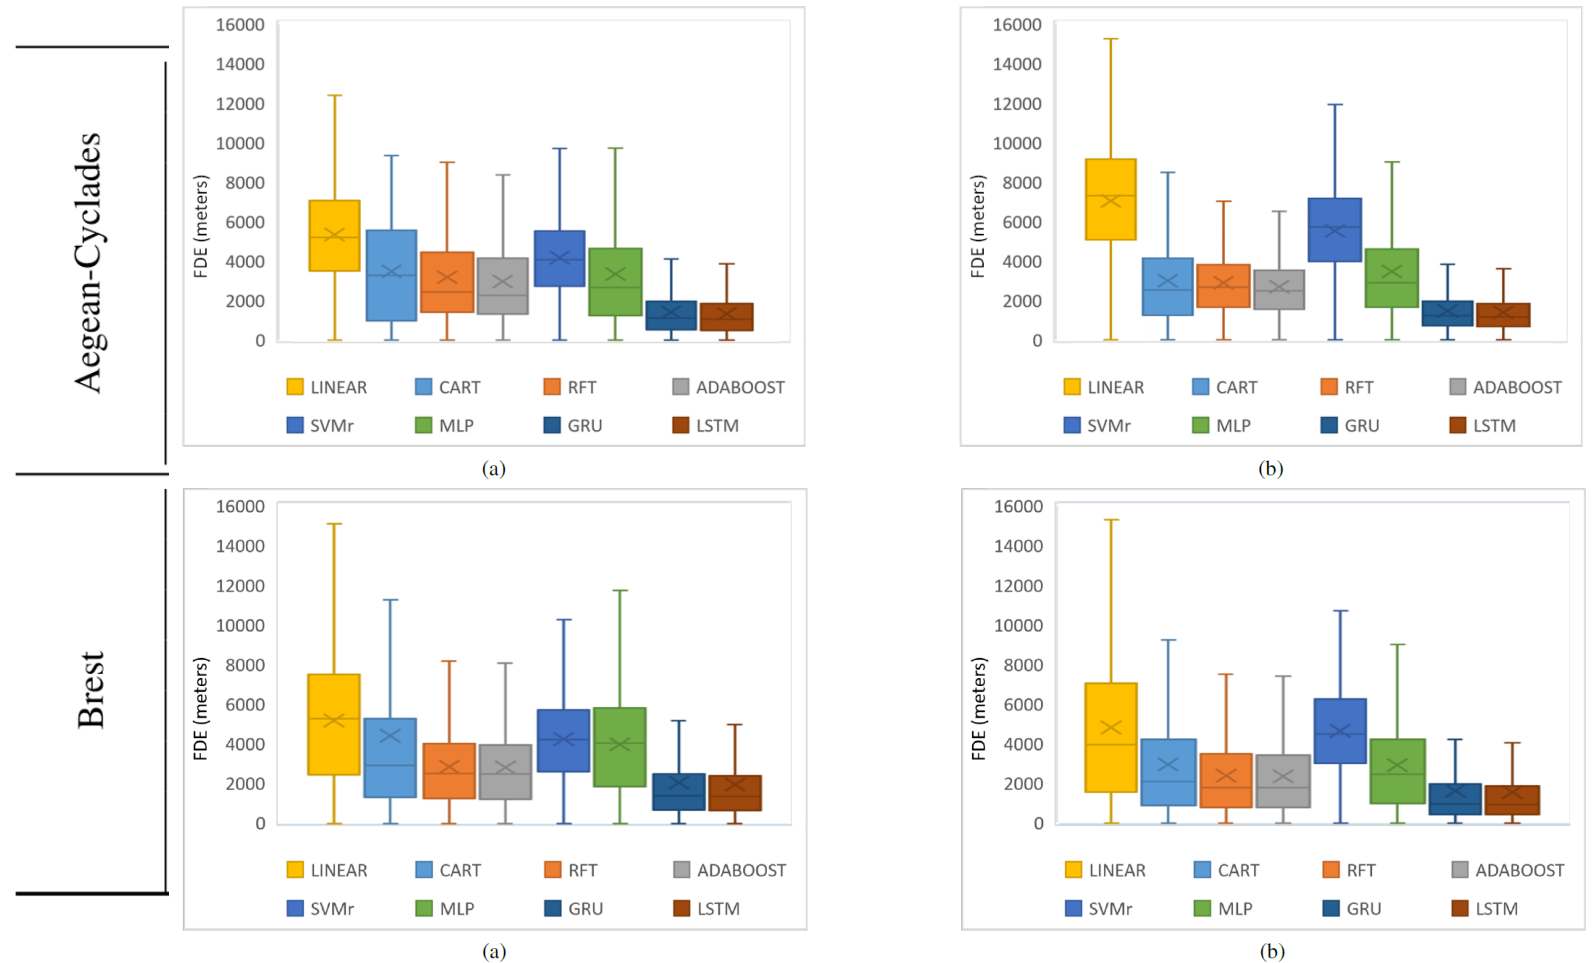 Aegean-Cyclades
16000
14000
12000
10000
8000
6000
4000
2000
0
FDE (meters)
LINEAR CART RFT ADABOOST
SVMr MLP GRU LSTM
(a)
16000
14000
12000
10000
8000
6000
4000
2000
0
FDE (meters)
LINEAR CART RFT ADABOOST
SVMr MLP GRU LSTM
(b)
Brest
16000
14000
12000
10000
8000
6000
4000
2000
0
FDE (meters)
LINEAR CART RFT ADABOOST
SVMr MLP GRU LSTM
(a)
16000
14000
12000
10000
8000
6000
4000
2000
0
FDE (meters)
LINEAR CART RFT ADABOOST
SVMr MLP GRU LSTM
(b)